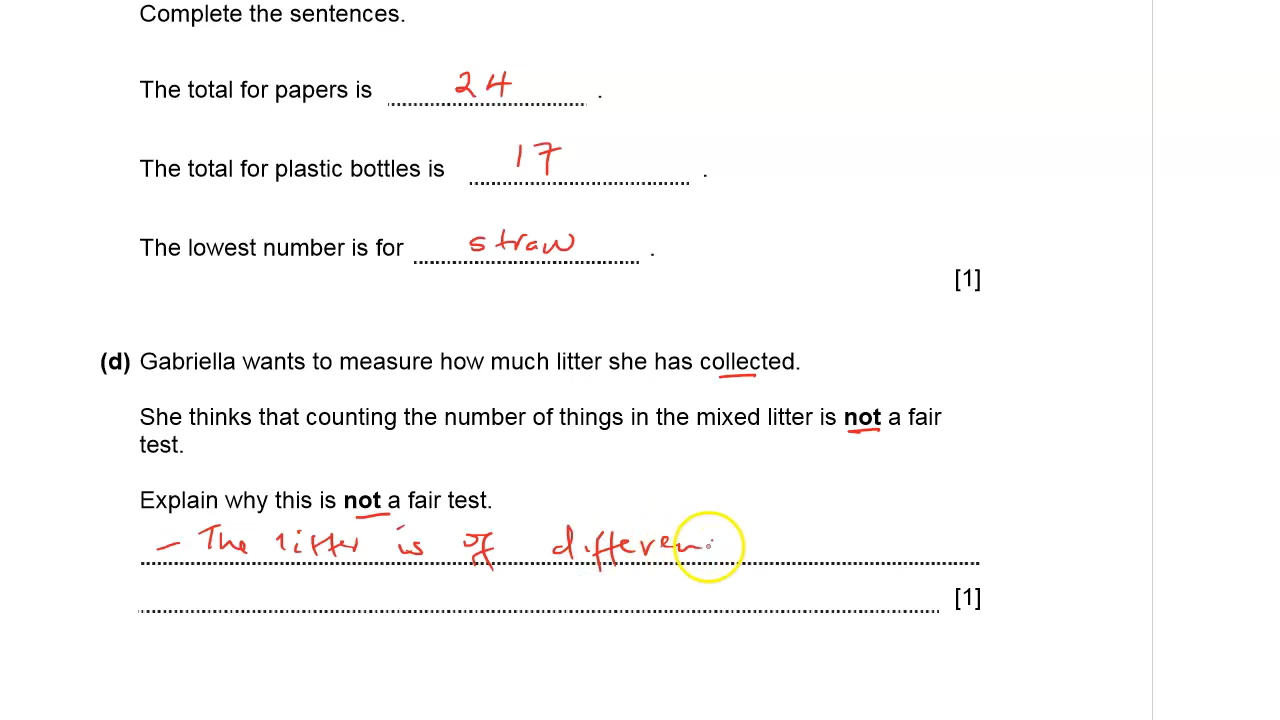 Complete the sentences.
The total for papers is 24 .
The total for plastic bottles is 17 .
The lowest number is for straw .
[1]
(d) Gabriella wants to measure how much litter she has collected.
She thinks that counting the number of things in the mixed litter is not a fair
test.
Explain why this is not a fair test.
- The litter is of differen
[1]